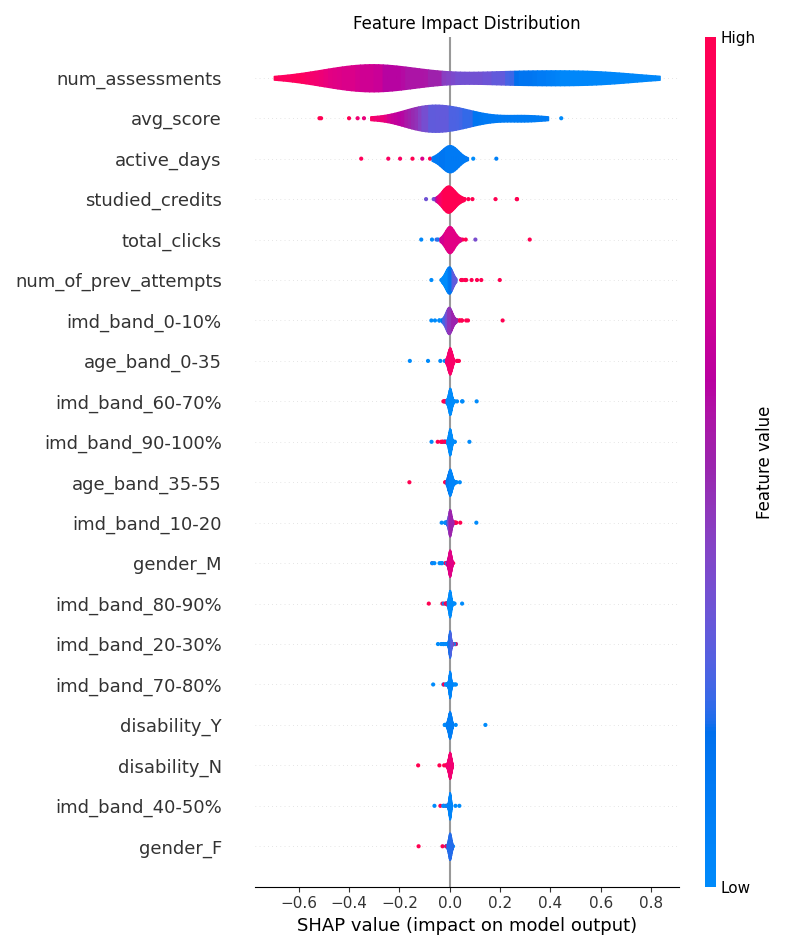 Feature Impact Distribution
High
num_assessments
avg_score
active_days
studied_credits
total_clicks
num_of_prev_attempts
imd_band_0-10%
age_band_0-35
imd_band_60-70%
imd_band_90-100%
age_band_35-55
imd_band_10-20
gender_M
imd_band_80-90%
imd_band_20-30%
imd_band_70-80%
disability_Y
disability_N
imd_band_40-50%
gender_F
Feature value
Low
−0.6 −0.4 −0.2 0.0 0.2 0.4 0.6 0.8
SHAP value (impact on model output)